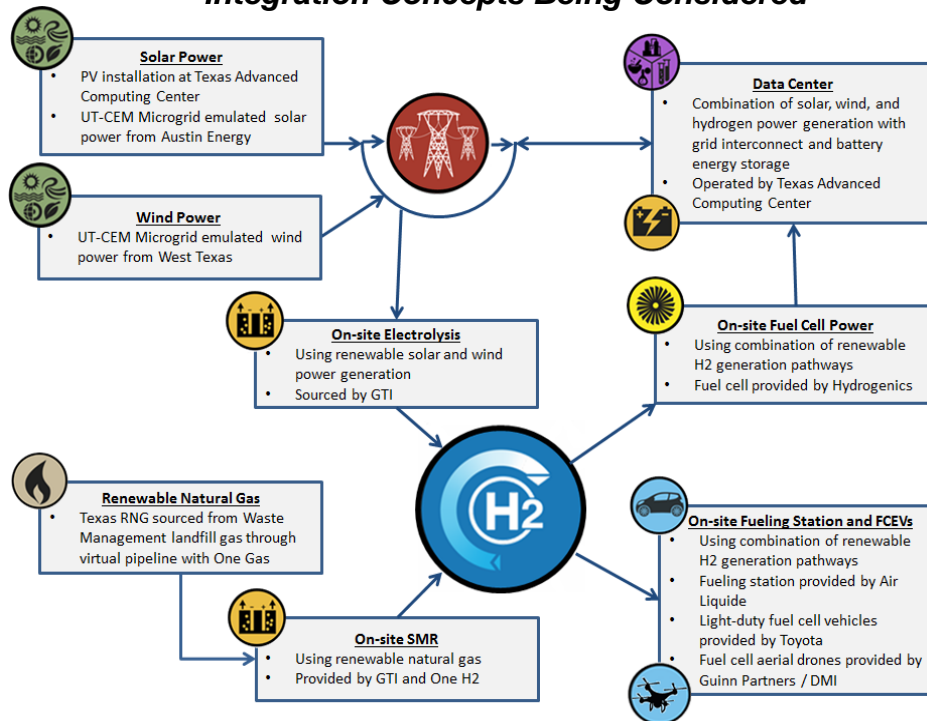 Integration Concepts Being Considered
Solar Power
• PV installation at Texas Advanced
Computing Center
• UT-CEM Microgrid emulated solar
power from Austin Energy
Data Center
• Combination of solar, wind, and
hydrogen power generation with
grid interconnect and battery
energy storage
• Operated by Texas Advanced
Computing Center
Wind Power
• UT-CEM Microgrid emulated wind
power from West Texas
On-site Electrolysis
• Using renewable solar and wind
power generation
• Sourced by GTI
On-site Fuel Cell Power
• Using combination of renewable
H2 generation pathways
• Fuel cell provided by Hydrogenics
H2
Renewable Natural Gas
• Texas RNG sourced from Waste
Management landfill gas through
virtual pipeline with One Gas
On-site Fueling Station and FCEVs
• Using combination of renewable
H2 generation pathways
• Fueling station provided by Air
Liquide
• Light-duty fuel cell vehicles
provided by Toyota
• Fuel cell aerial drones provided by
Guinn Partners / DMI
On-site SMR
• Using renewable natural gas
• Provided by GTI and One H2